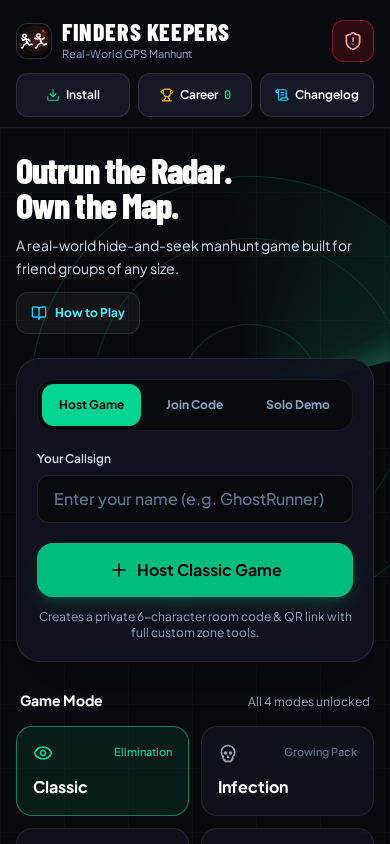 FINDERS KEEPERS
Real-World GPS Manhunt
Install
Career 0
Changelog
Outrun the Radar.
Own the Map.
A real-world hide-and-seek manhunt game built for
friend groups of any size.
How to Play
Host Game
Join Code
Solo Demo
Your Callsign
Enter your name (e.g. GhostRunner)
Host Classic Game
Creates a private 6-character room code & QR link with
full custom zone tools.
Game Mode
All 4 modes unlocked
Elimination
Classic
Growing Pack
Infection